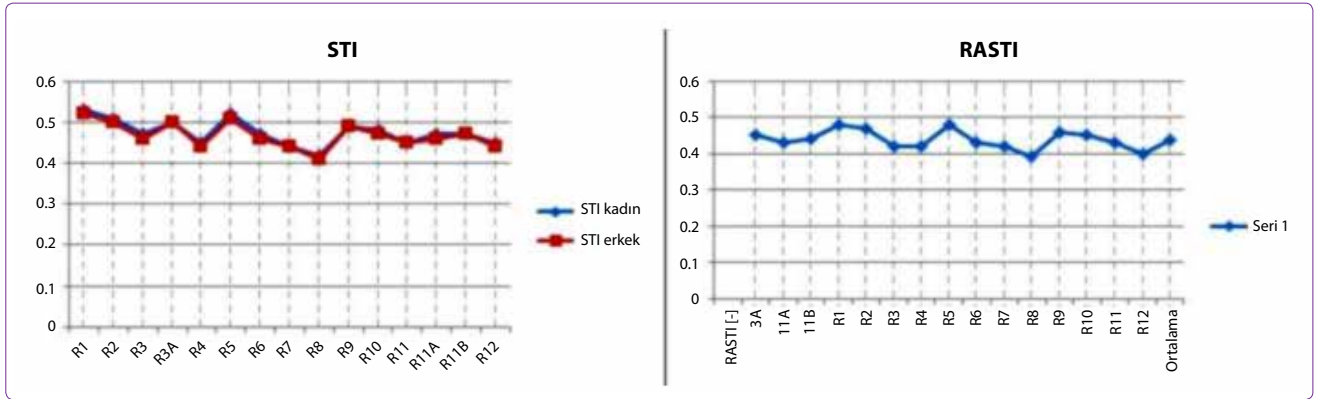 STI
0.6
0.5
0.4
0.3
0.2
0.1
0
R1
R2
R3
R3A
R4
R5
R6
R7
R8
R9
R10
R11
R11A
R11B
R12
STI kadın
STI erkek
RASTI
0.6
0.5
0.4
0.3
0.2
0.1
0
RASTI [-]
3A
11A
11B
R1
R2
R3
R4
R5
R6
R7
R8
R9
R10
R11
R12
Ortalama
Seri 1